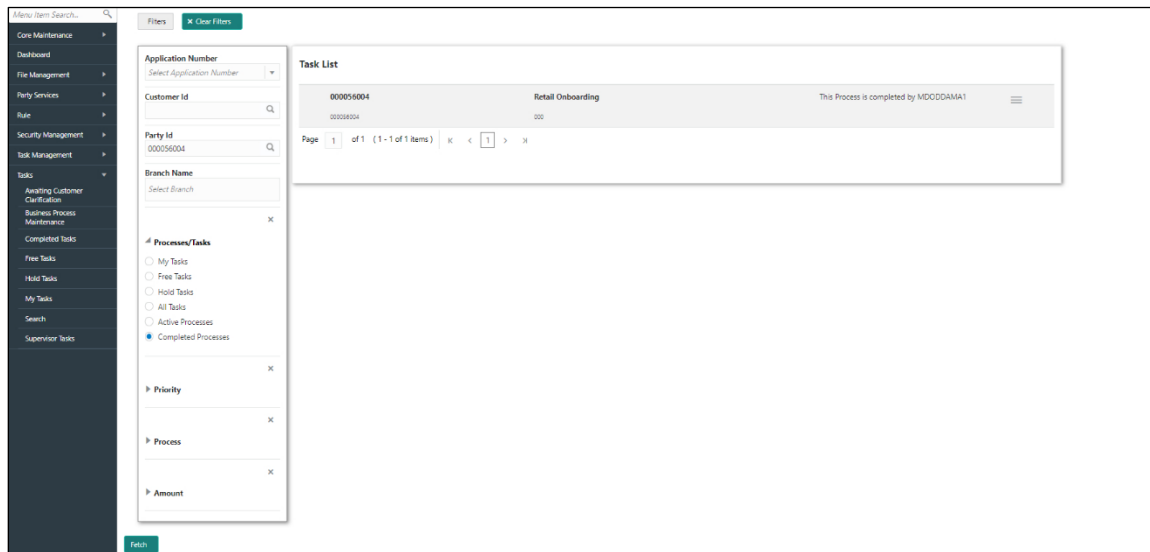 Menu Item Search..
Core Maintenance
Dashboard
File Management
Party Services
Rule
Security Management
Task Management
Tasks
Awaiting Customer
Clarification
Business Process
Maintenance
Completed Tasks
Free Tasks
Hold Tasks
My Tasks
Search
Supervisor Tasks
Filters
× Clear Filters
Application Number
Select Application Number
Customer Id
Party Id
000056004
Branch Name
Select Branch
Processes/Tasks
My Tasks
Free Tasks
Hold Tasks
All Tasks
Active Processes
Completed Processes
Priority
Process
Amount
Fetch
Task List
000056004 Retail Onboarding This Process is completed by MDODDAMA1
000056004 000
Page 1 of 1 (1 - 1 of 1 items) 1